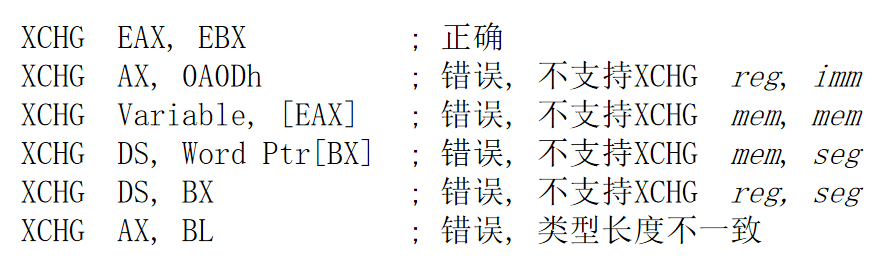 XCHG EAX, EBX ; 正确
XCHG AX, 0A0Dh ; 错误, 不支持XCHG reg, imm
XCHG Variable, [EAX] ; 错误, 不支持XCHG mem, mem
XCHG DS, Word Ptr[BX] ; 错误, 不支持XCHG mem, seg
XCHG DS, BX ; 错误, 不支持XCHG reg, seg
XCHG AX, BL ; 错误, 类型长度不一致